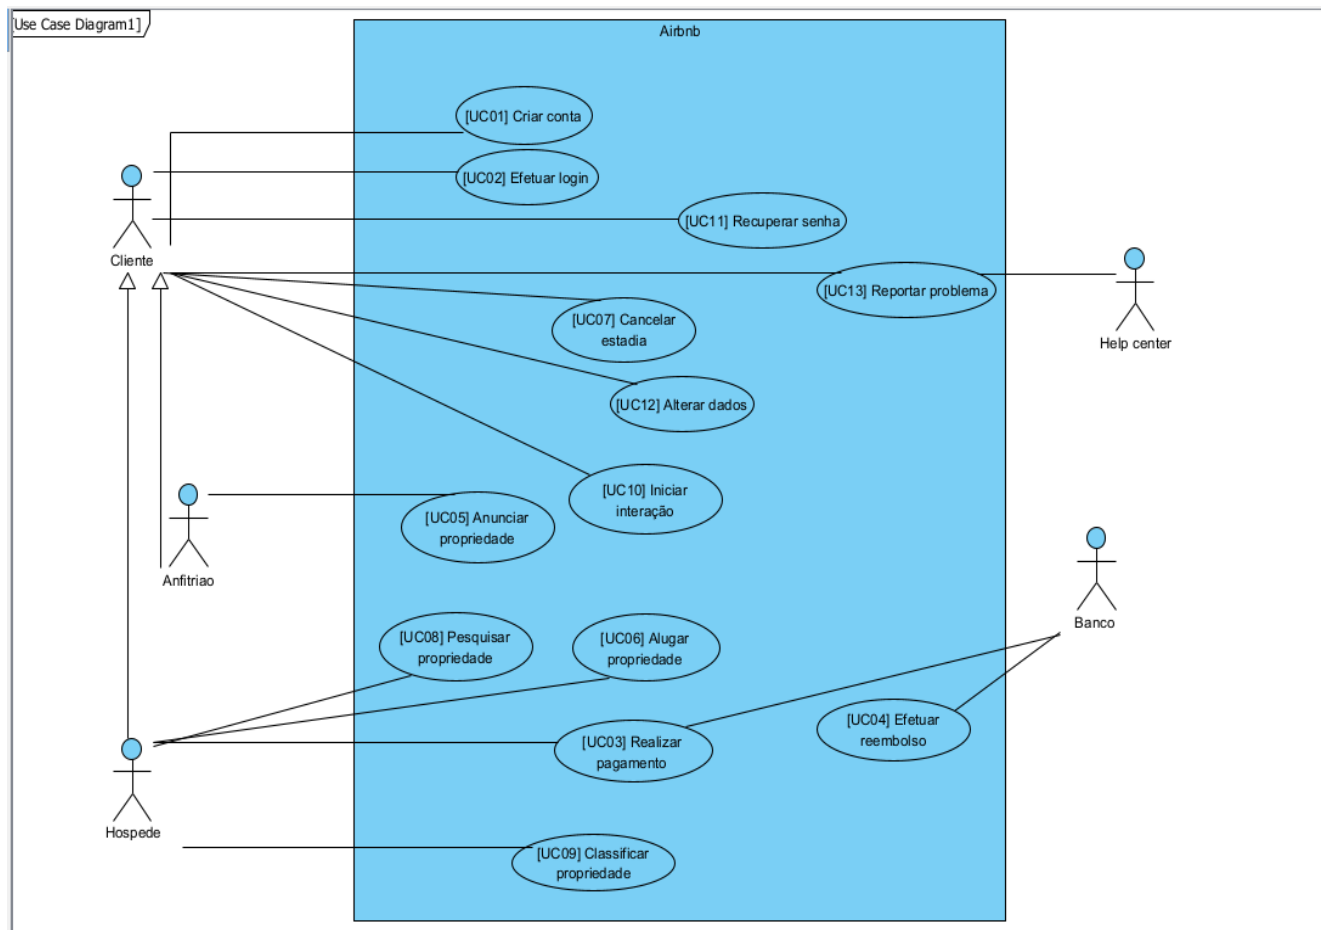 [Use Case Diagram1]
Airbnb
[UC01] Criar conta
[UC02] Efetuar login
[UC11] Recuperar senha
Cliente
[UC13] Reportar problema
[UC07] Cancelar
estadia
Help center
[UC12] Alterar dados
[UC10] Iniciar
interação
[UC05] Anunciar
propriedade
Anfitriao
Banco
[UC08] Pesquisar
propriedade
[UC06] Alugar
propriedade
[UC04] Efetuar
reembolso
[UC03] Realizar
pagamento
Hospede
[UC09] Classificar
propriedade